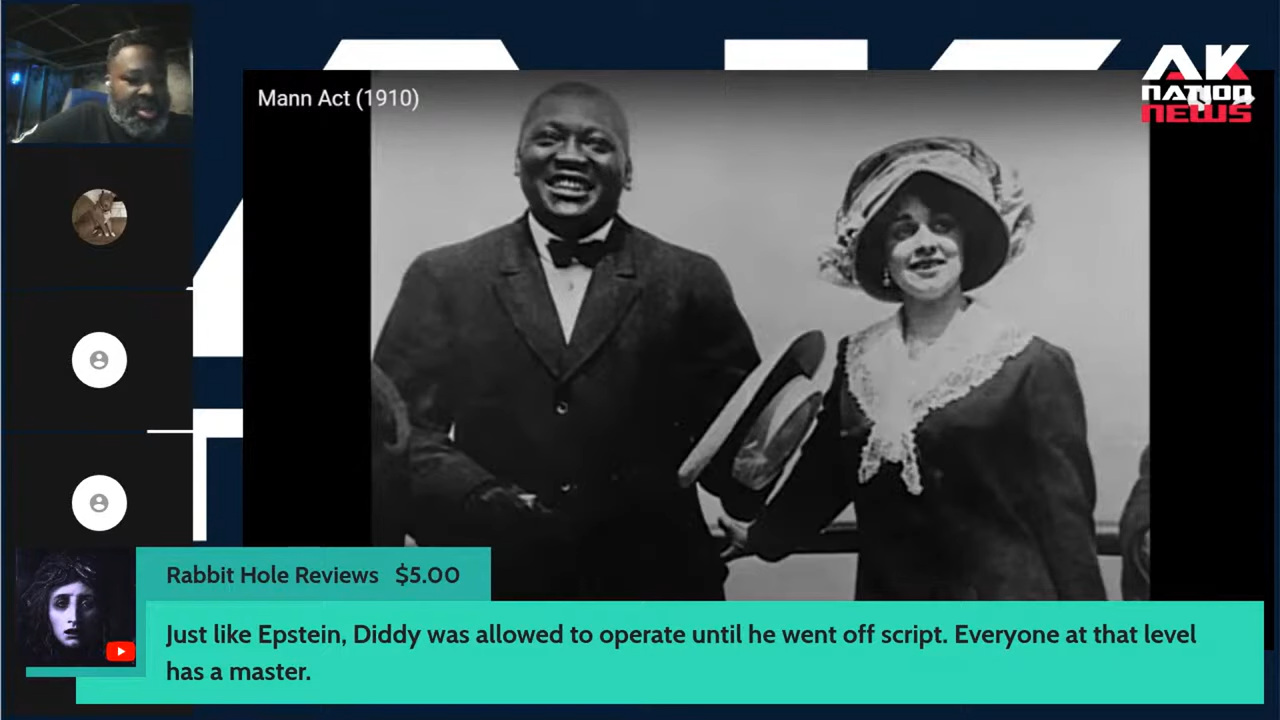 Mann Act (1910)
AK
NATION
NEWS
Rabbit Hole Reviews $5.00
Just like Epstein, Diddy was allowed to operate until he went off script. Everyone at that level
has a master.